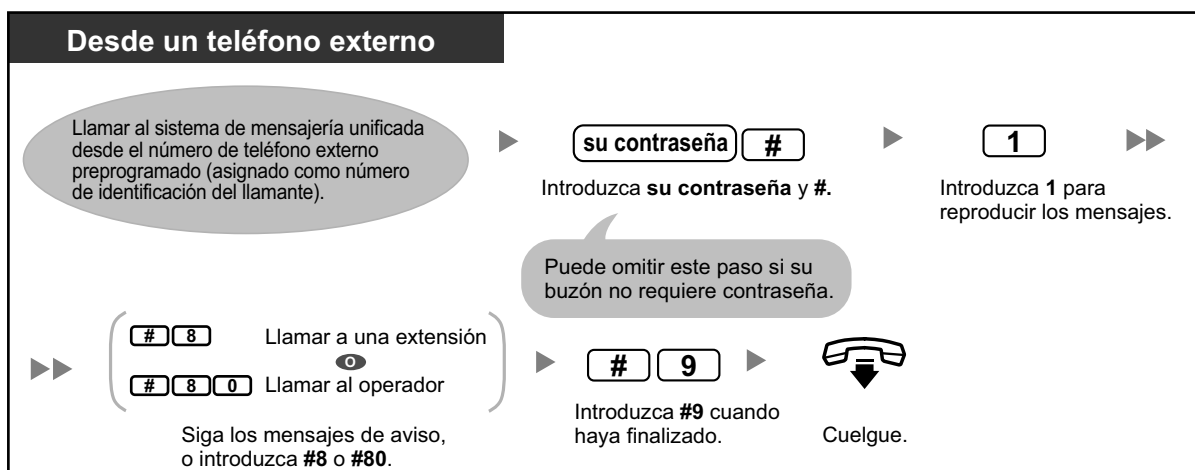 Desde un teléfono externo
Llamar al sistema de mensajería unificada
desde el número de teléfono externo
preprogramado (asignado como número
de identificación del llamante).
su contraseña #
Introduzca su contraseña y #.
Puede omitir este paso si su
buzón no requiere contraseña.
1
Introduzca 1 para
reproducir los mensajes.
# 8 Llamar a una extensión
o
# 8 0 Llamar al operador
Siga los mensajes de aviso,
o introduzca #8 o #80.
# 9
Introduzca #9 cuando
haya finalizado.
Cuelgue.